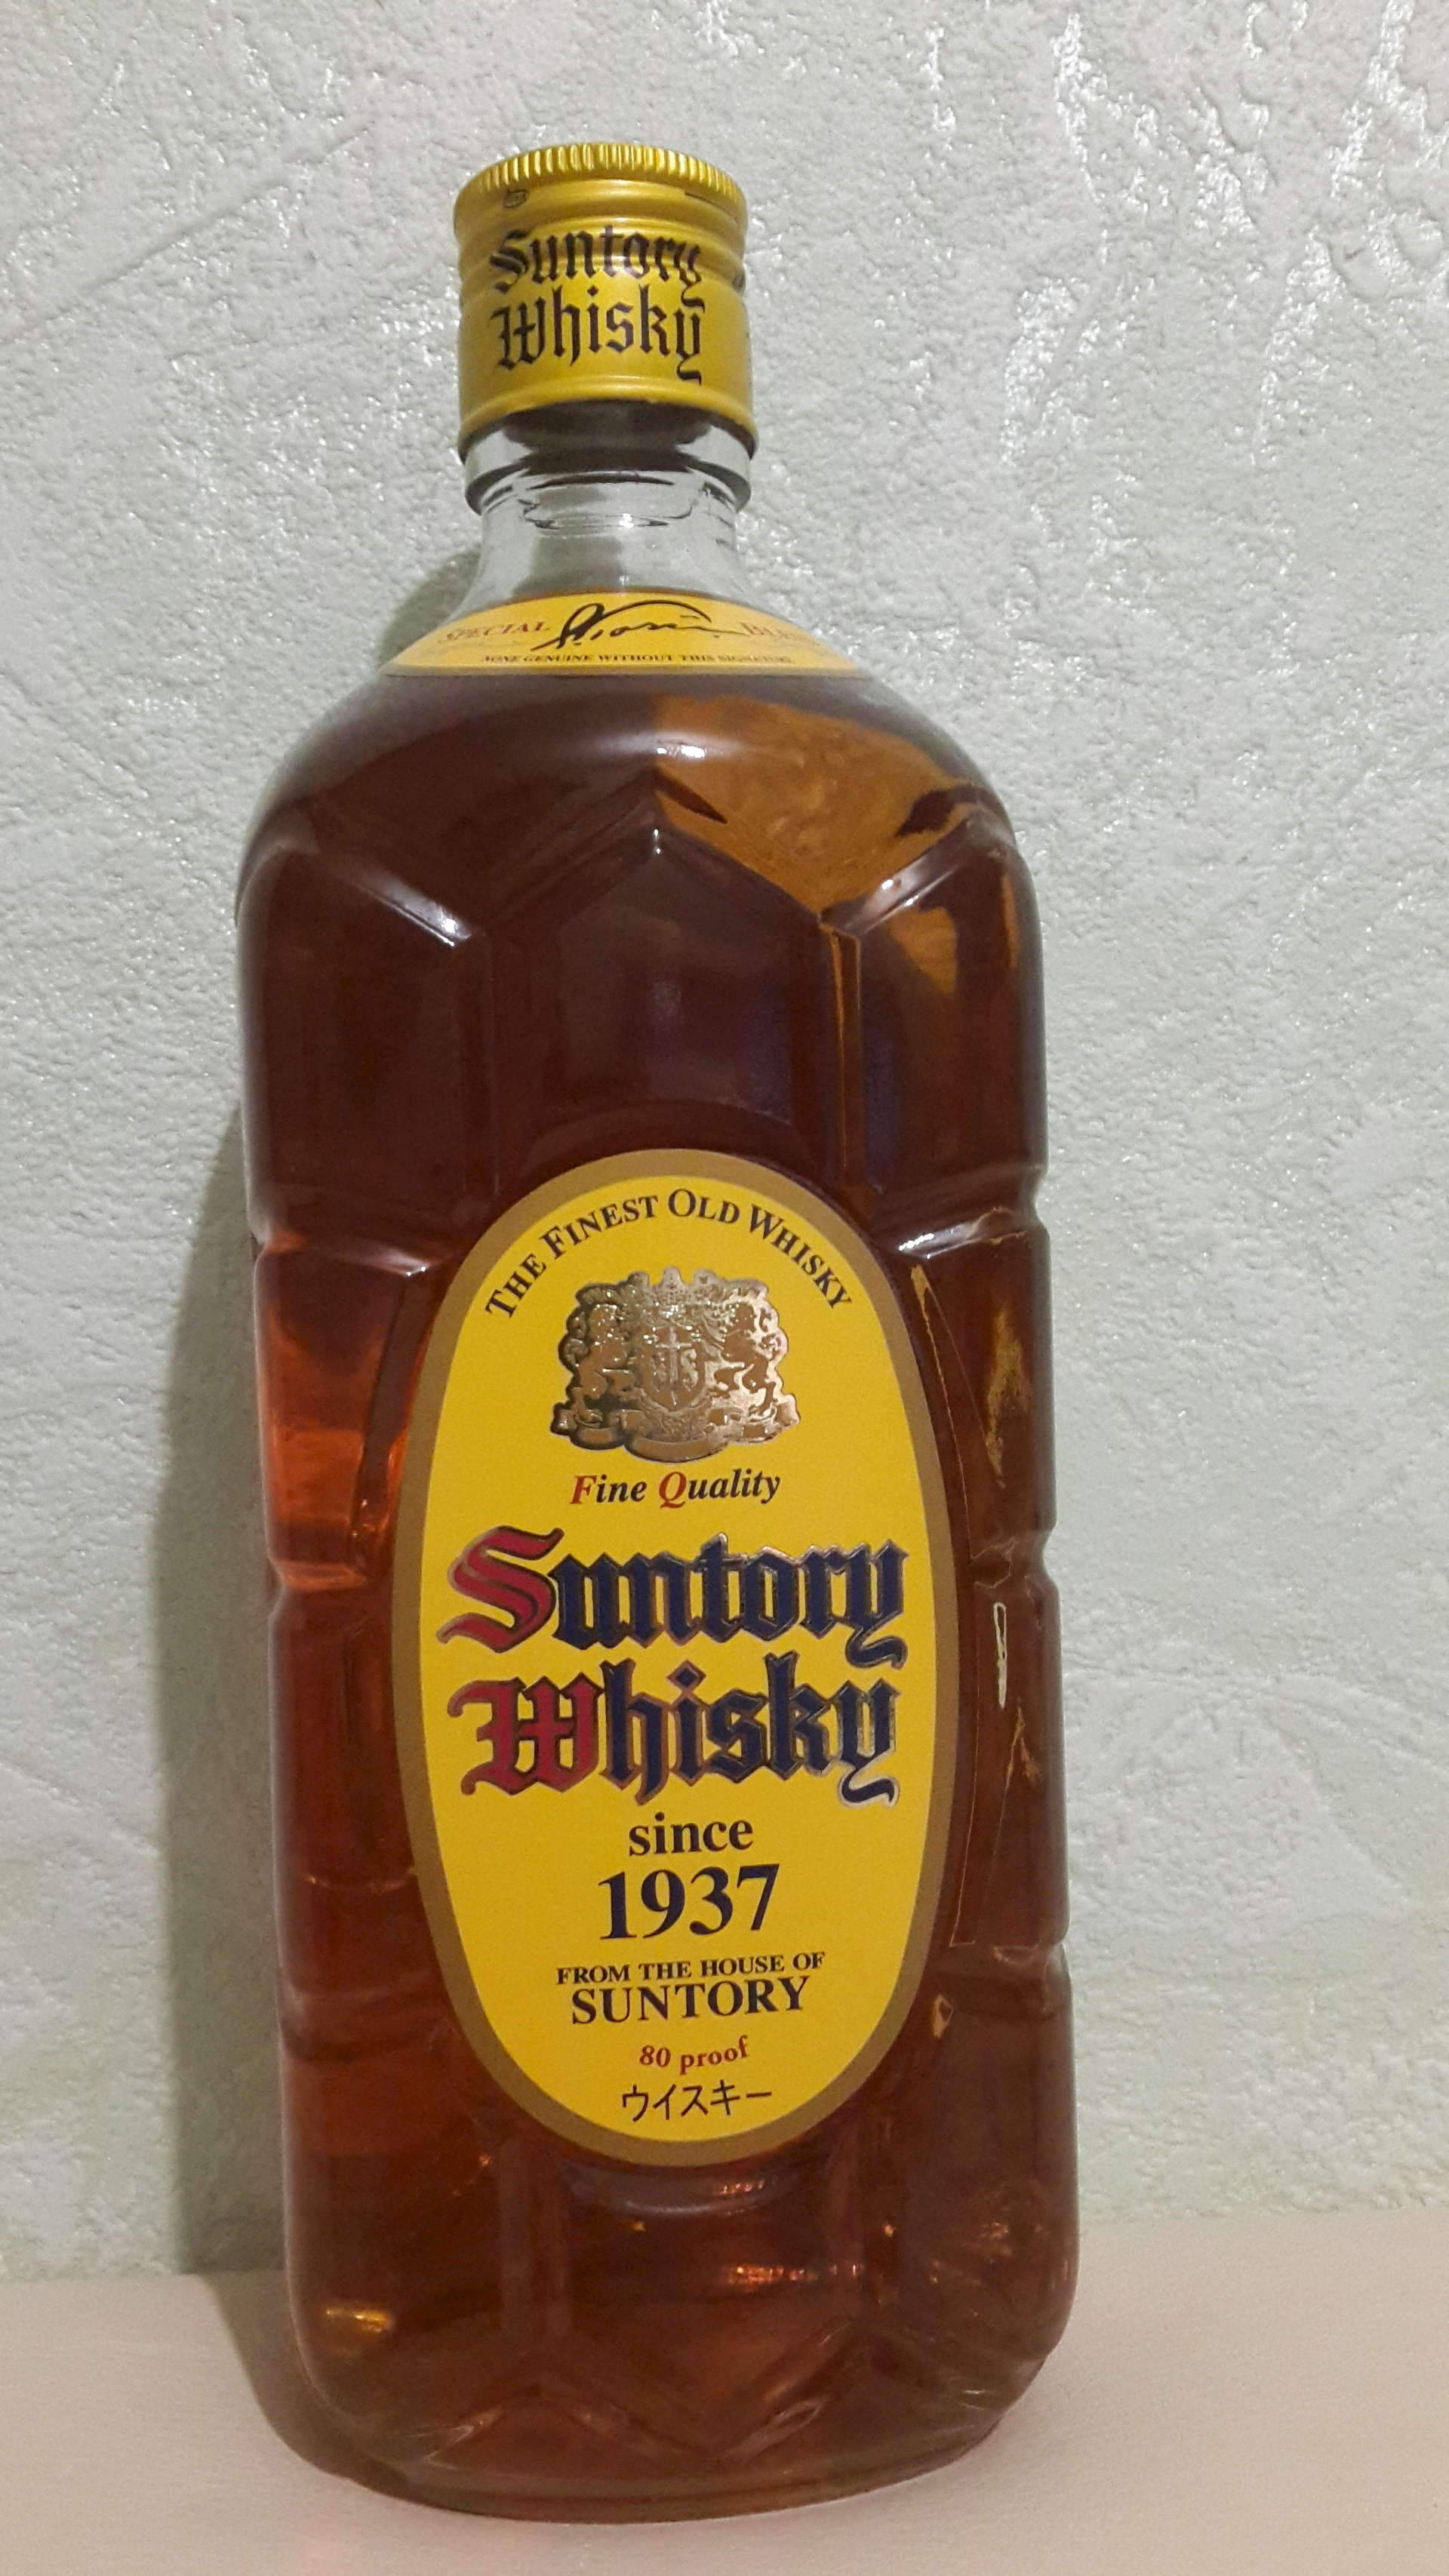 Suntory
Whisky
SPECIAL
NONE GENUINE WITHOUT THIS SIGNATURE
THE FINEST OLD WHISKY
Fine Quality
Suntory
Whisky
since
1937
FROM THE HOUSE OF
SUNTORY
80 proof
ウイスキー